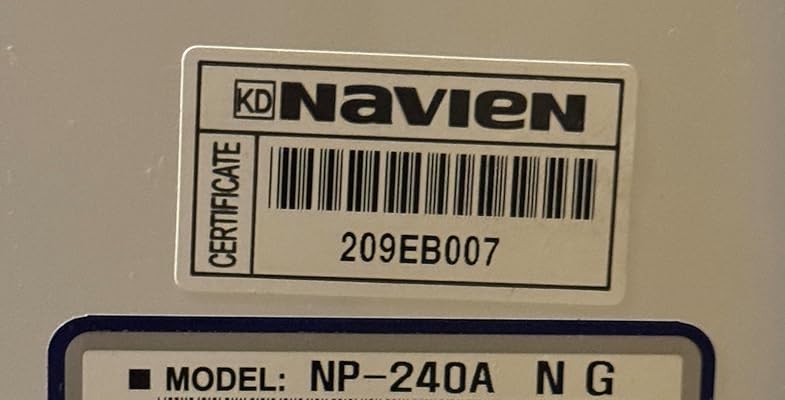 KD NaVIeN
CERTIFICATE
209EB007
■ MODEL: NP-240A N G